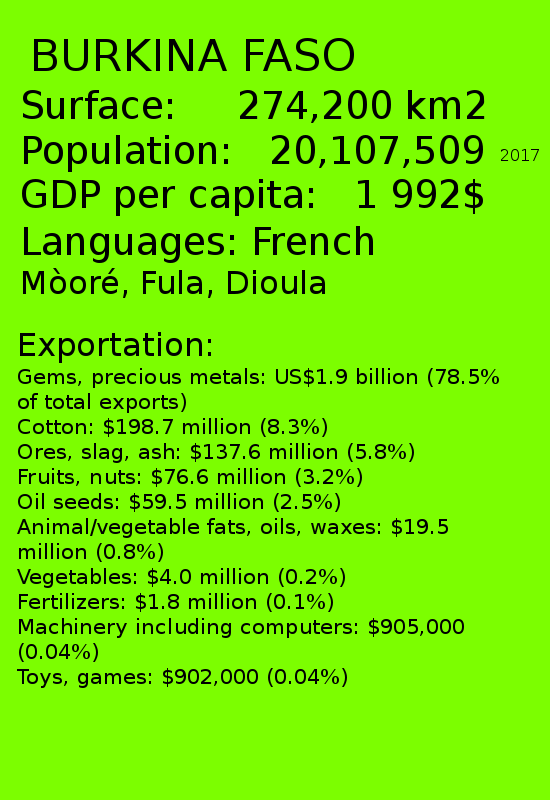 BURKINA FASO
Surface: 274,200 km2
Population: 20,107,509 2017
GDP per capita: 1 992$
Languages: French
Mòoré, Fula, Dioula
Exportation:
Gems, precious metals: US$1.9 billion (78.5%
of total exports)
Cotton: $198.7 million (8.3%)
Ores, slag, ash: $137.6 million (5.8%)
Fruits, nuts: $76.6 million (3.2%)
Oil seeds: $59.5 million (2.5%)
Animal/vegetable fats, oils, waxes: $19.5
million (0.8%)
Vegetables: $4.0 million (0.2%)
Fertilizers: $1.8 million (0.1%)
Machinery including computers: $905,000
(0.04%)
Toys, games: $902,000 (0.04%)